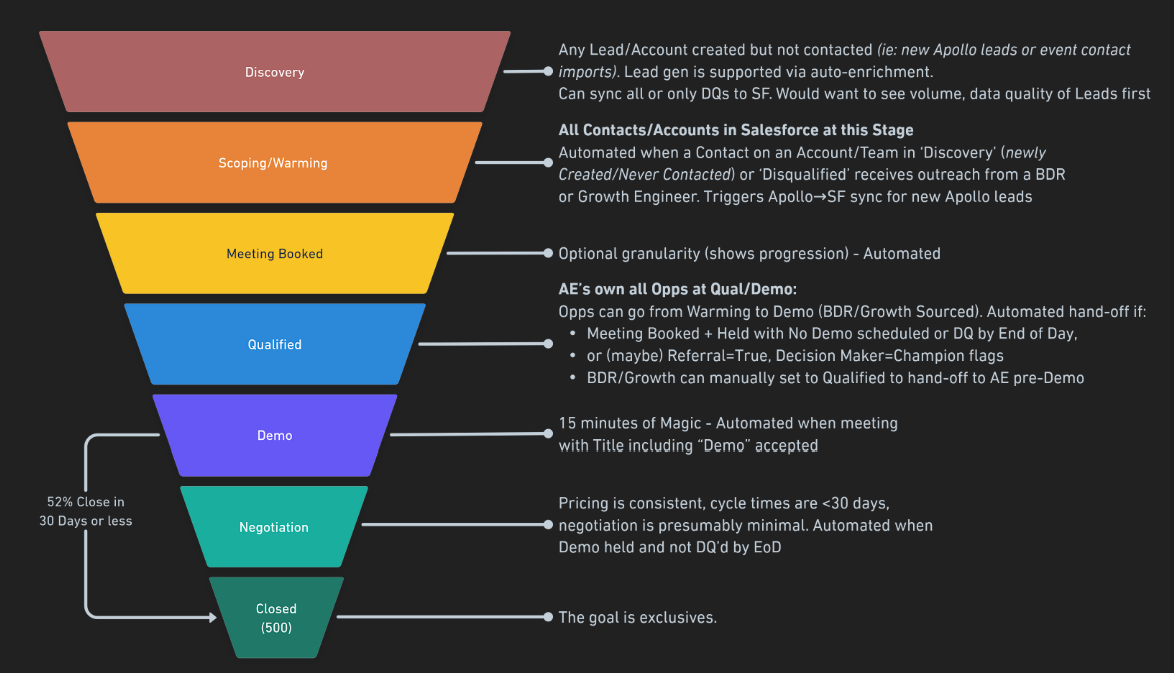 Discovery
Any Lead/Account created but not contacted (ie: new Apollo leads or event contact
imports). Lead gen is supported via auto-enrichment.
Can sync all or only DQs to SF. Would want to see volume, data quality of Leads first
Scoping/Warming
All Contacts/Accounts in Salesforce at this Stage
Automated when a Contact on an Account/Team in ‘Discovery’ (newly
Created/Never Contacted) or ‘Disqualified’ receives outreach from a BDR
or Growth Engineer. Triggers Apollo→SF sync for new Apollo leads
Meeting Booked
Optional granularity (shows progression) - Automated
Qualified
AE’s own all Opps at Qual/Demo:
Opps can go from Warming to Demo (BDR/Growth Sourced). Automated hand-off if:
• Meeting Booked + Held with No Demo scheduled or DQ by End of Day,
• or (maybe) Referral=True, Decision Maker=Champion flags
• BDR/Growth can manually set to Qualified to hand-off to AE pre-Demo
Demo
15 minutes of Magic - Automated when meeting
with Title including “Demo” accepted
52% Close in
30 Days or less
Negotiation
Pricing is consistent, cycle times are <30 days,
negotiation is presumably minimal. Automated when
Demo held and not DQ’d by EoD
Closed
(500)
The goal is exclusives.